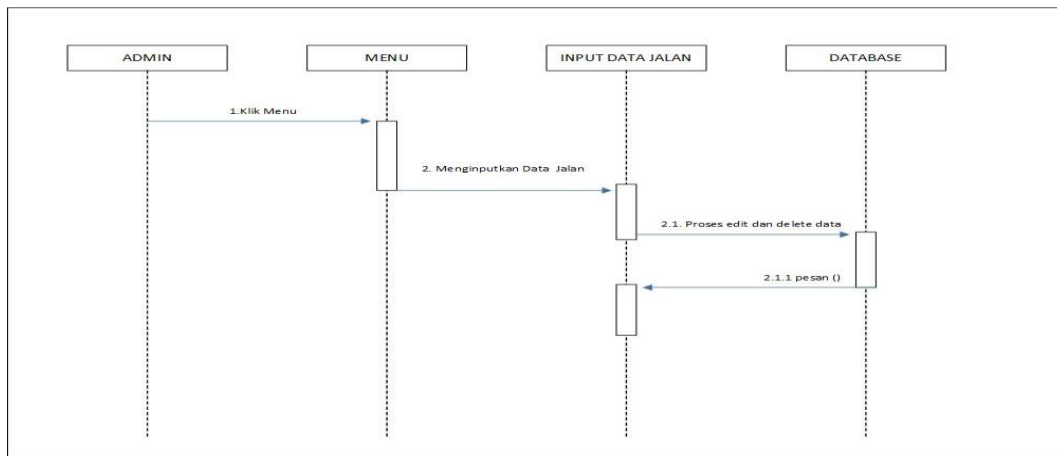 ADMIN
MENU
INPUT DATA JALAN
DATABASE
1.Klik Menu
2. Menginputkan Data Jalan
2.1. Proses edit dan delete data
2.1.1 pesan ()